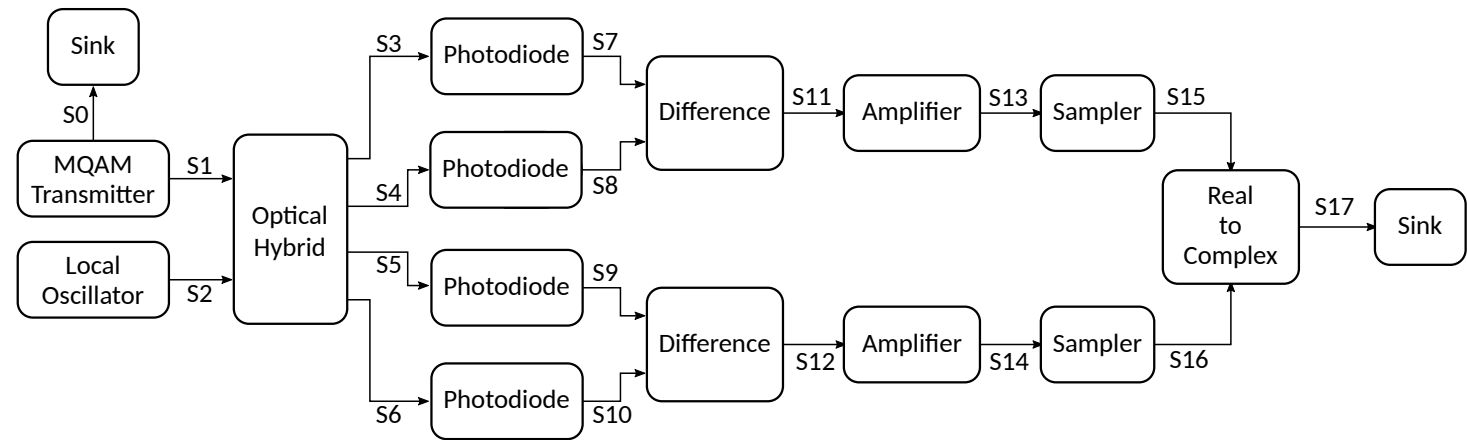 Sink
S0
MQAM
Transmitter
S1
Local
Oscillator
S2
Optical
Hybrid
S3
S4
S5
S6
Photodiode
S7
Photodiode
S8
Photodiode
S9
Photodiode
S10
Difference
S11
Amplifier
S13
Sampler
S15
Difference
S12
Amplifier
S14
Sampler
S16
Real
to
Complex
S17
Sink